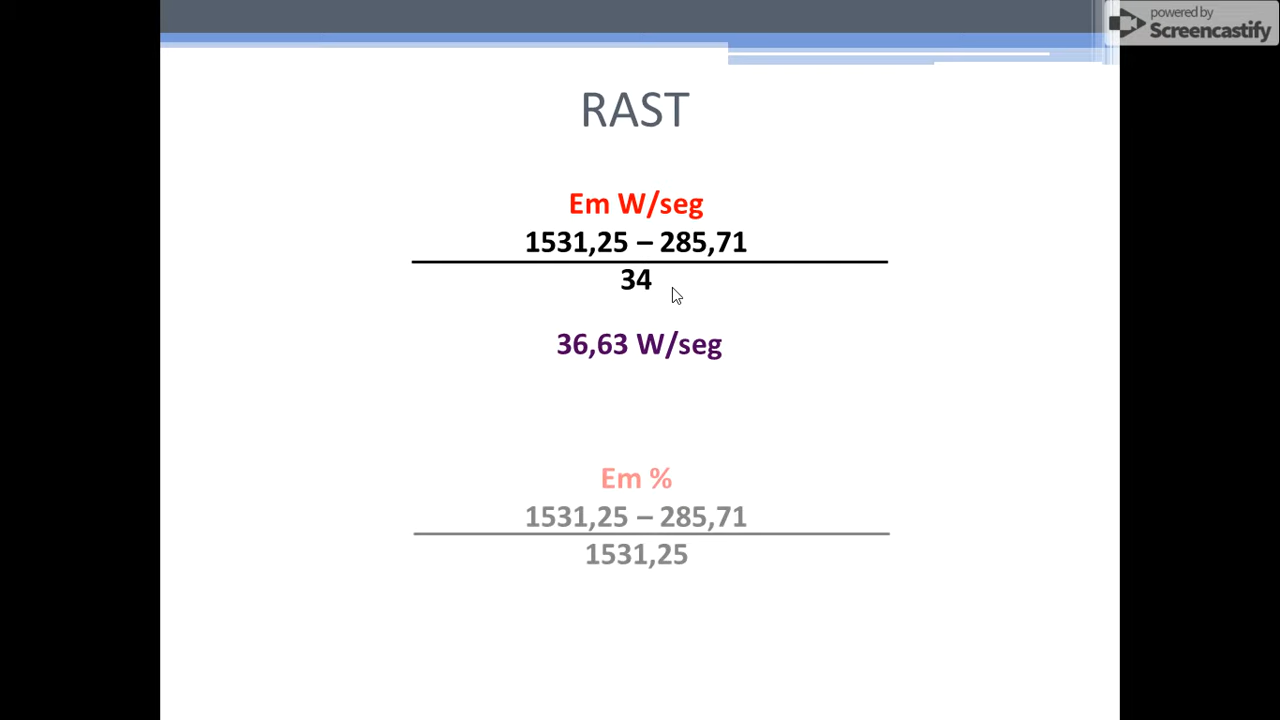 powered by
Screencastify
RAST
Em W/seg
1531,25 – 285,71
34
36,63 W/seg
Em %
1531,25 – 285,71
1531,25